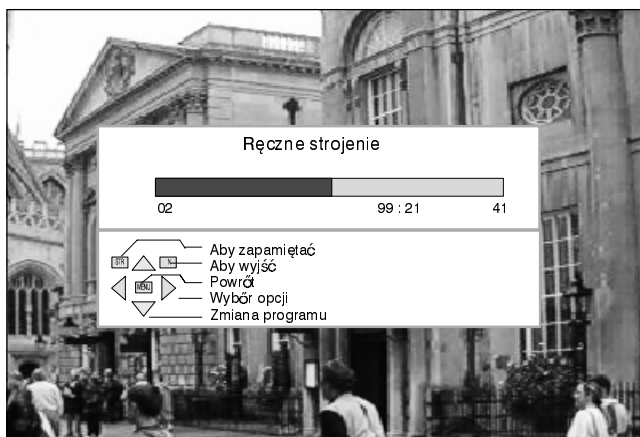 Ręczne strojenie
02 99 : 21 41
STR Aby zapamiętać
N Aby wyjść
MENU Powrót
Wybór opcji
Zmiana programu